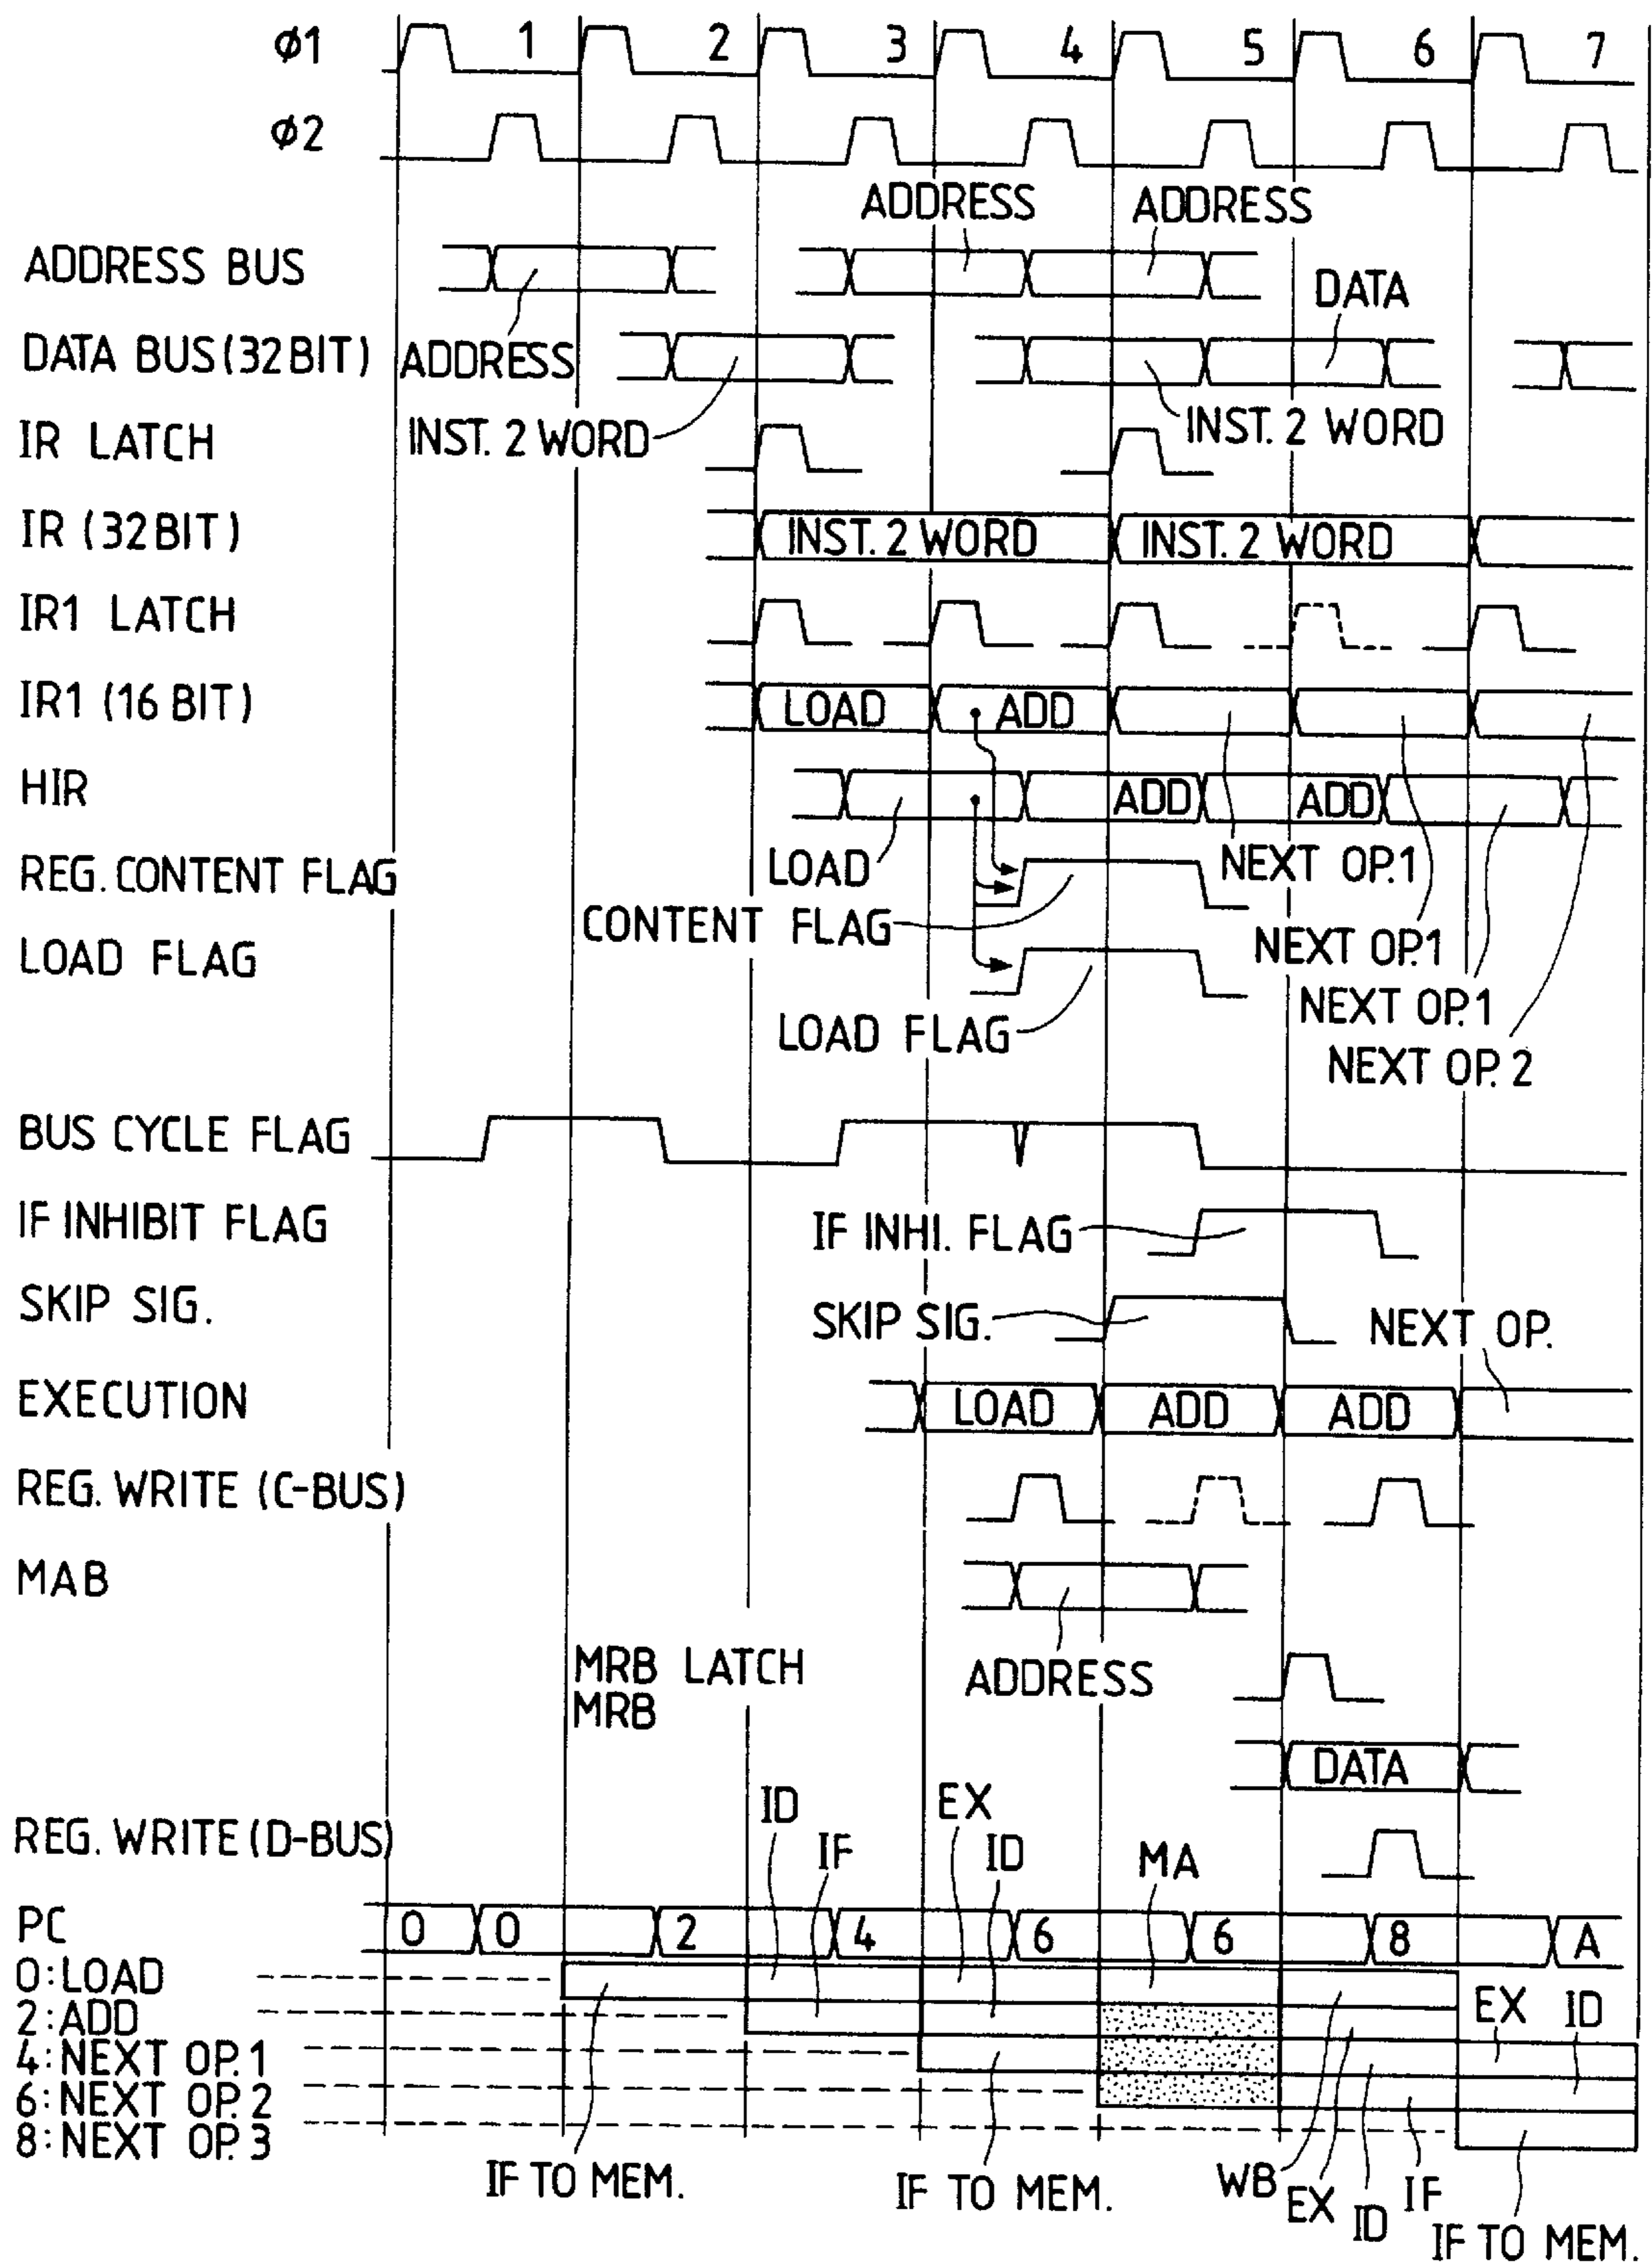 ø1 1 2 3 4 5 6 7
ø2
ADDRESS ADDRESS
ADDRESS BUS
DATA
DATA BUS (32BIT) ADDRESS
INST. 2 WORD INST. 2 WORD
IR LATCH
IR (32BIT) INST. 2 WORD INST. 2 WORD
IR1 LATCH
IR1 (16 BIT) LOAD ADD
HIR ADD ADD
LOAD NEXT OP.1
REG. CONTENT FLAG
CONTENT FLAG NEXT OP.1
LOAD FLAG
NEXT OP.1
LOAD FLAG
NEXT OP. 2
BUS CYCLE FLAG
IF INHIBIT FLAG IF INHI. FLAG
SKIP SIG. SKIP SIG. NEXT OP.
EXECUTION LOAD ADD ADD
REG. WRITE (C-BUS)
MAB
MRB LATCH ADDRESS
MRB
DATA
ID EX
REG. WRITE (D-BUS) IF ID MA
PC 0 0 2 4 6 6 8 A
0:LOAD
2:ADD EX ID
4:NEXT OP.1
6:NEXT OP. 2
8:NEXT OP. 3
IF TO MEM. IF TO MEM. WB EX ID IF
IF TO MEM.